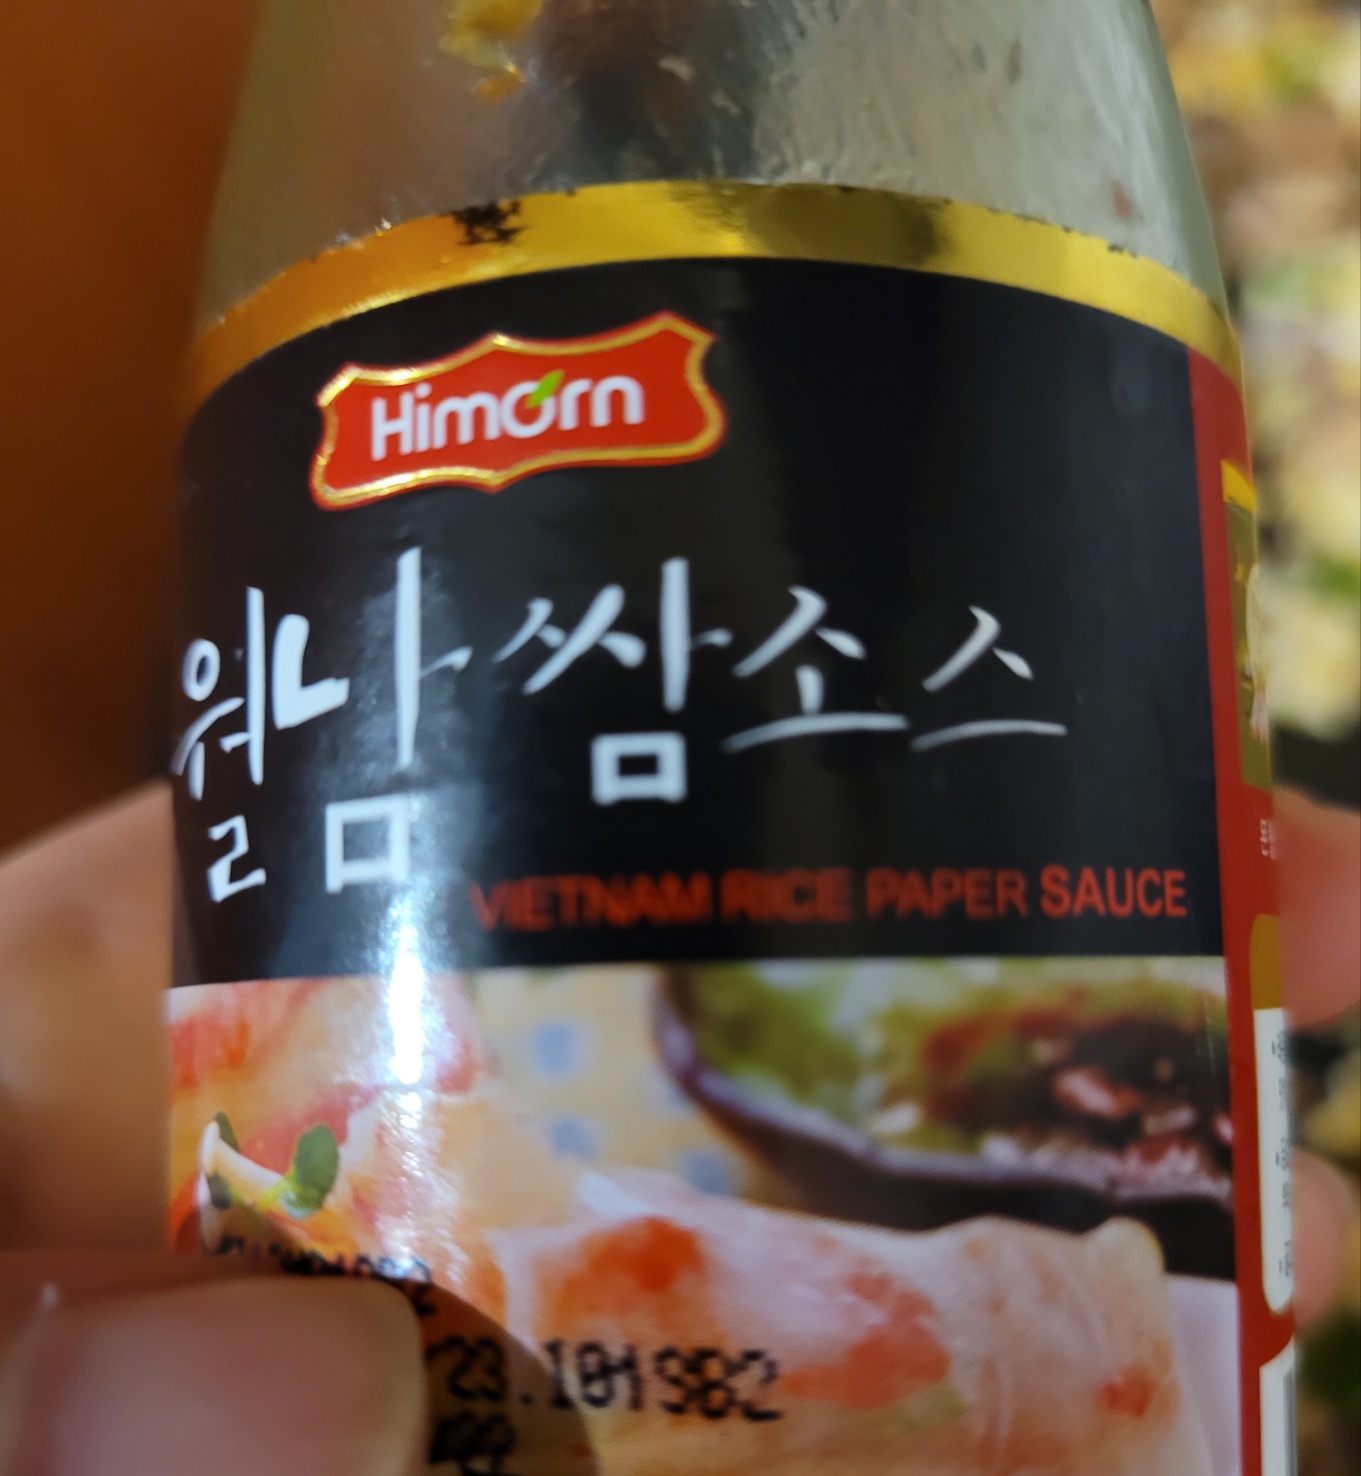 Himorn
월남쌈소스
VIETNAM RICE PAPER SAUCE